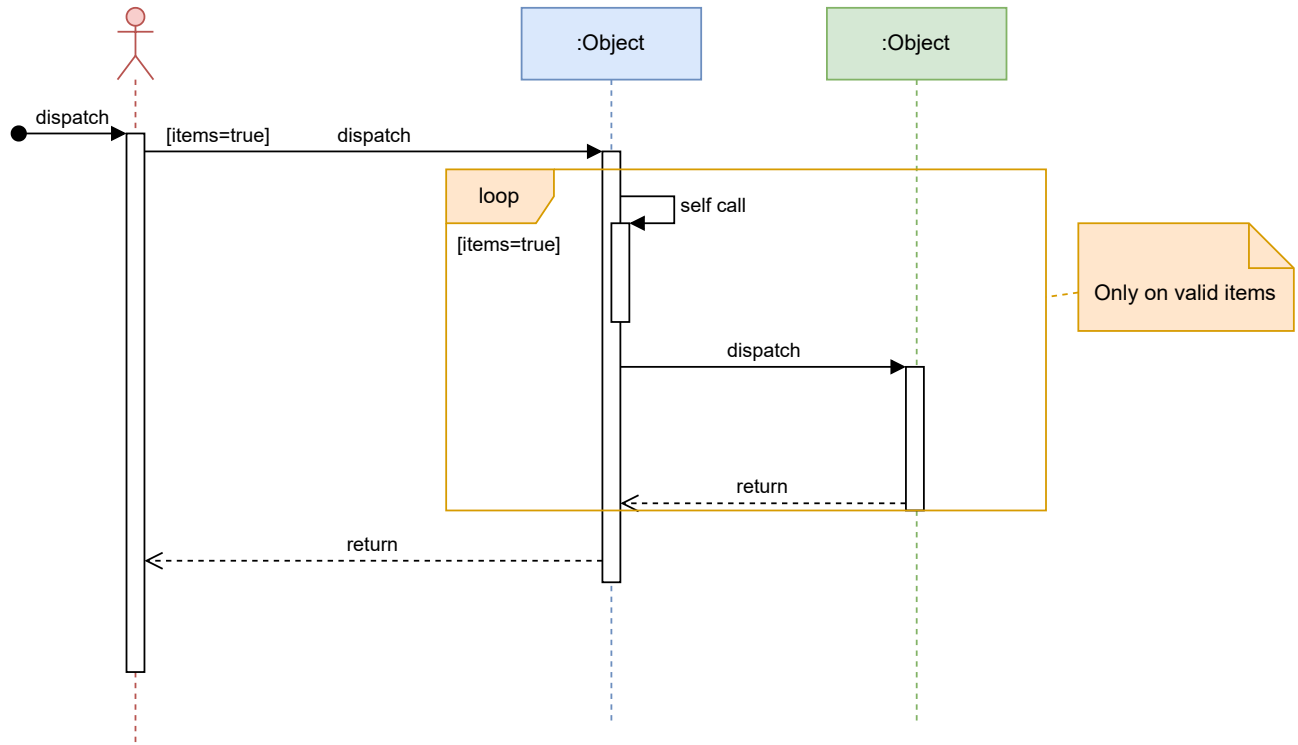 :Object
:Object
dispatch
[items=true]
dispatch
loop
self call
[items=true]
Only on valid items
dispatch
return
return